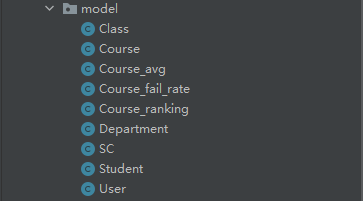 model
Class
Course
Course_avg
Course_fail_rate
Course_ranking
Department
SC
Student
User